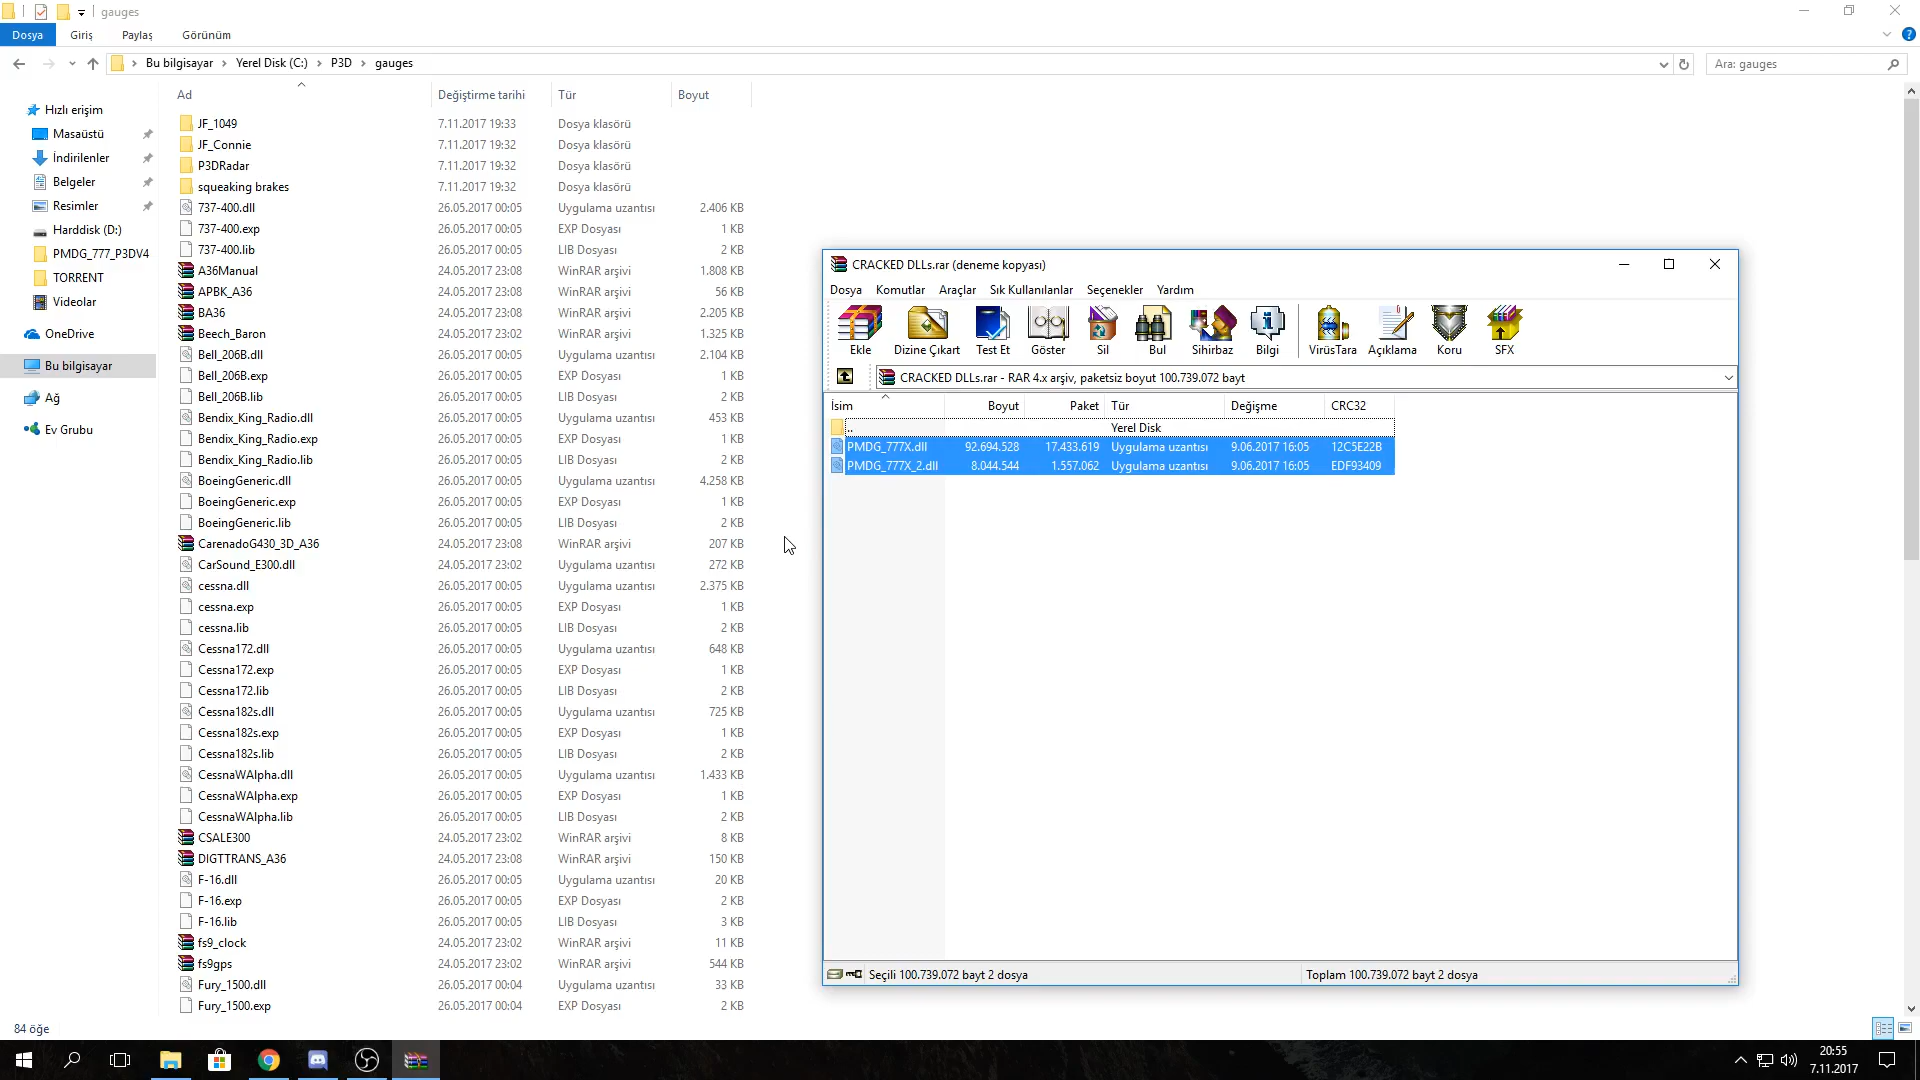 gauges
Dosya Giriş Paylaş Görünüm
Bu bilgisayar Yerel Disk (C:) P3D gauges
Ara: gauges
Hızlı erişim
Masaüstü
İndirilenler
Belgeler
Resimler
Harddisk (D:)
PMDG_777_P3DV4
TORRENT
Videolar
OneDrive
Bu bilgisayar
Ağ
Ev Grubu
Ad Değiştirme tarihi Tür Boyut
JF_1049 7.11.2017 19:33 Dosya klasörü
JF_Connie 7.11.2017 19:32 Dosya klasörü
P3DRadar 7.11.2017 19:32 Dosya klasörü
squeaking brakes 7.11.2017 19:32 Dosya klasörü
737-400.dll 26.05.2017 00:05 Uygulama uzantısı 2.406 KB
737-400.exp 26.05.2017 00:05 EXP Dosyası 1 KB
737-400.lib 26.05.2017 00:05 LIB Dosyası 2 KB
A36Manual 24.05.2017 23:08 WinRAR arşivi 1.808 KB
APBK_A36 24.05.2017 23:08 WinRAR arşivi 56 KB
BA36 24.05.2017 23:08 WinRAR arşivi 2.205 KB
Beech_Baron 24.05.2017 23:02 WinRAR arşivi 1.325 KB
Bell_206B.dll 26.05.2017 00:05 Uygulama uzantısı 2.104 KB
Bell_206B.exp 26.05.2017 00:05 EXP Dosyası 1 KB
Bell_206B.lib 26.05.2017 00:05 LIB Dosyası 2 KB
Bendix_King_Radio.dll 26.05.2017 00:05 Uygulama uzantısı 453 KB
Bendix_King_Radio.exp 26.05.2017 00:05 EXP Dosyası 1 KB
Bendix_King_Radio.lib 26.05.2017 00:05 LIB Dosyası 2 KB
BoeingGeneric.dll 26.05.2017 00:05 Uygulama uzantısı 4.258 KB
BoeingGeneric.exp 26.05.2017 00:05 EXP Dosyası 1 KB
BoeingGeneric.lib 26.05.2017 00:05 LIB Dosyası 2 KB
CarenadoG430_3D_A36 24.05.2017 23:08 WinRAR arşivi 207 KB
CarSound_E300.dll 24.05.2017 23:02 Uygulama uzantısı 272 KB
cessna.dll 26.05.2017 00:05 Uygulama uzantısı 2.375 KB
cessna.exp 26.05.2017 00:05 EXP Dosyası 1 KB
cessna.lib 26.05.2017 00:05 LIB Dosyası 2 KB
Cessna172.dll 26.05.2017 00:05 Uygulama uzantısı 648 KB
Cessna172.exp 26.05.2017 00:05 EXP Dosyası 1 KB
Cessna172.lib 26.05.2017 00:05 LIB Dosyası 2 KB
Cessna182s.dll 26.05.2017 00:05 Uygulama uzantısı 725 KB
Cessna182s.exp 26.05.2017 00:05 EXP Dosyası 1 KB
Cessna182s.lib 26.05.2017 00:05 LIB Dosyası 2 KB
CessnaWAlpha.dll 26.05.2017 00:05 Uygulama uzantısı 1.433 KB
CessnaWAlpha.exp 26.05.2017 00:05 EXP Dosyası 1 KB
CessnaWAlpha.lib 26.05.2017 00:05 LIB Dosyası 2 KB
CSALE300 24.05.2017 23:02 WinRAR arşivi 8 KB
DIGTTRANS_A36 24.05.2017 23:08 WinRAR arşivi 150 KB
F-16.dll 26.05.2017 00:05 Uygulama uzantısı 20 KB
F-16.exp 26.05.2017 00:05 EXP Dosyası 2 KB
F-16.lib 26.05.2017 00:05 LIB Dosyası 3 KB
fs9_clock 24.05.2017 23:02 WinRAR arşivi 11 KB
fs9gps 24.05.2017 23:02 WinRAR arşivi 544 KB
Fury_1500.dll 26.05.2017 00:04 Uygulama uzantısı 33 KB
Fury_1500.exp 26.05.2017 00:04 EXP Dosyası 2 KB
84 öğe
CRACKED DLLs.rar (deneme kopyası)
Dosya Komutlar Araçlar Sık Kullanılanlar Seçenekler Yardım
Ekle Dizine Çıkart Test Et Göster Sil Bul Sihirbaz Bilgi VirüsTara Açıklama Koru SFX
CRACKED DLLs.rar - RAR 4.x arşiv, paketsiz boyut 100.739.072 bayt
İsim Boyut Paket Tür Değişme CRC32
.. Yerel Disk
PMDG_777X.dll 92.694.528 17.433.619 Uygulama uzantısı 9.06.2017 16:05 12C5E22B
PMDG_777X_2.dll 8.044.544 1.557.062 Uygulama uzantısı 9.06.2017 16:05 EDF93409
Seçili 100.739.072 bayt 2 dosya Toplam 100.739.072 bayt 2 dosya
20:55
7.11.2017